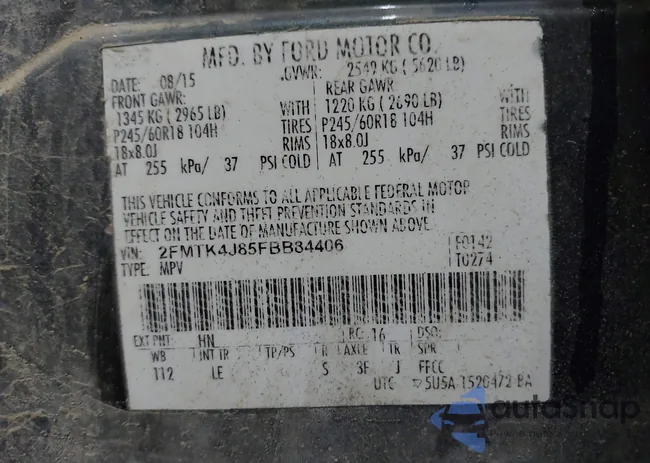 MFD. BY FORD MOTOR CO.
DATE: 08/15 GVWR: 2549 KG ( 5620 LB)
FRONT GAWR: REAR GAWR:
1345 KG ( 2965 LB) WITH 1220 KG ( 2690 LB) WITH
P245/60R18 104H TIRES P245/60R18 104H TIRES
18x8.0J RIMS 18x8.0J RIMS
AT 255 kPa/ 37 PSI COLD AT 255 kPa/ 37 PSI COLD
THIS VEHICLE CONFORMS TO ALL APPLICABLE FEDERAL MOTOR
VEHICLE SAFETY AND THEFT PREVENTION STANDARDS IN
EFFECT ON THE DATE OF MANUFACTURE SHOWN ABOVE.
VIN: 2FMTK4J85FBB84406 F0142
TYPE: MPV T0274
EXT PNT: HN RC: 16 DSO:
WB INT TR TP/PS R AXLE TR SPR
112 LE S 3F J FFCC
UTC ▽5U5A-1520472-BA
autoSnap